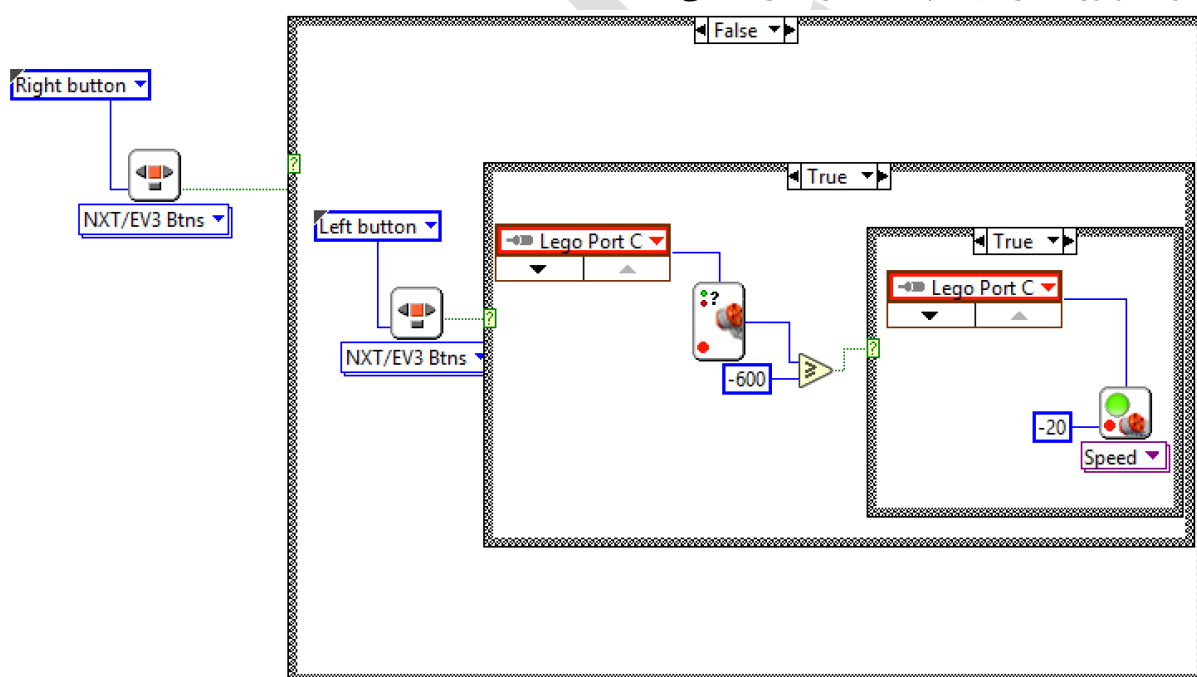 False
Right button
True
NXT/EV3 Btns
Left button
Lego Port C
True
?
Lego Port C
?
NXT/EV3 Btns
?
-600
≥
?
-20
Speed